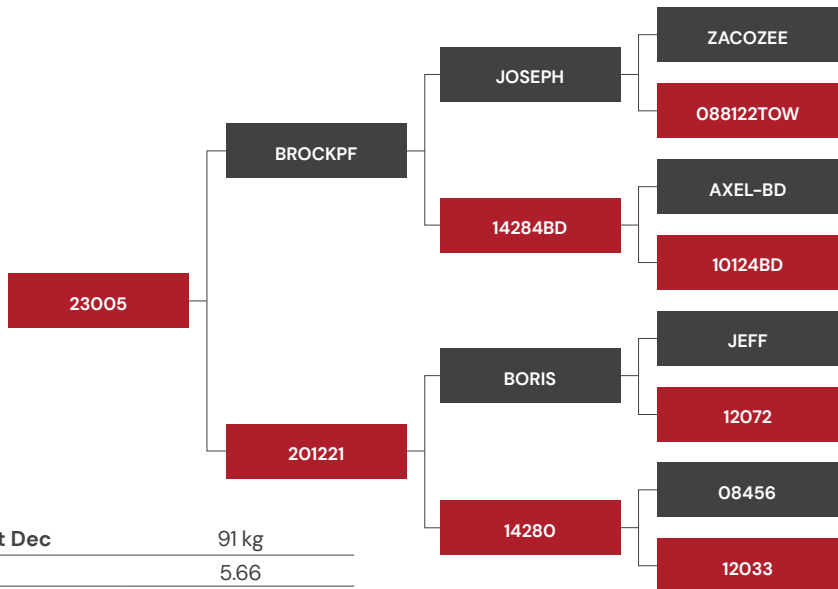 ZACOZEE
JOSEPH
088122TOW
BROCKPF
AXEL-BD
14284BD
10124BD
23005
JEFF
BORIS
12072
201221
08456
14280
12033
t Dec 91 kg
5.66